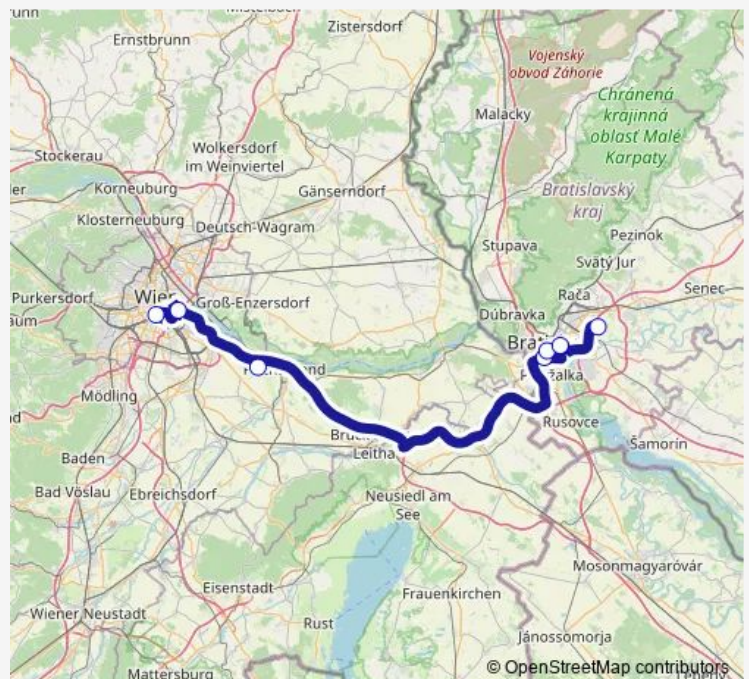 Mistelbach
Zistersdorf
Ernstbrunn
Vojenský
obvod Záhorie
Chránená
krajinná
oblasť Malé
Karpaty
Malacky
Wolkersdorf
im Weinviertel
Stockerau
Korneuburg
Gänserndorf
Bratislavský
kraj
Klosterneuburg
Deutsch-Wagram
Pezinok
Stupava
Svätý Jur
Purkersdorf
Groß-Enzersdorf
Rača
Senec
Dúbravka
Mödling
Rusovce
Šamorín
Leitha
Baden
Bad Vöslau
Ebreichsdorf
Neusiedl am
See
Mosonmagyaróvár
Eisenstadt
Frauenkirchen
Wiener Neustadt
Rust
Jánossomorja
Mattersburg
© OpenStreetMap contributors